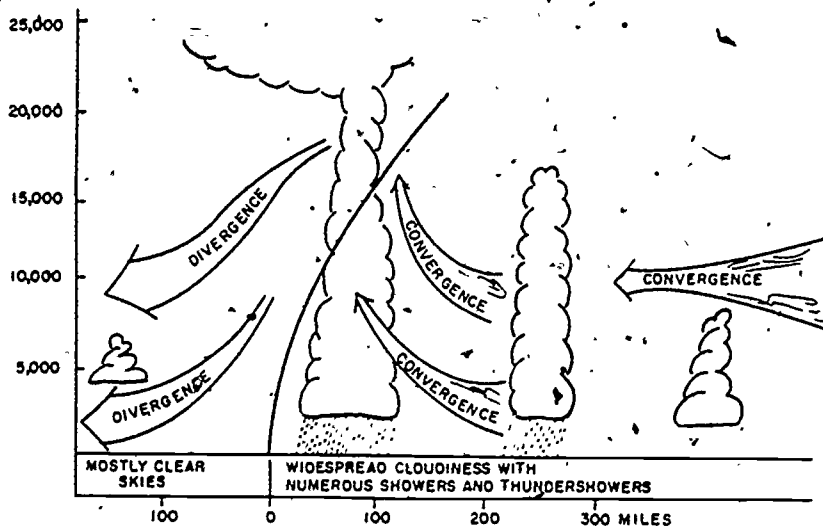 25,000
20,000
15,000
10,000
5,000
DIVERGENCE
CONVERGENCE
CONVERGENCE
DIVERGENCE
CONVERGENCE
MOSTLY CLEAR
SKIES
WIDESPREAD CLOUDINESS WITH
NUMEROUS SHOWERS AND THUNDERSHOWERS
100 0 100 200 300 MILES